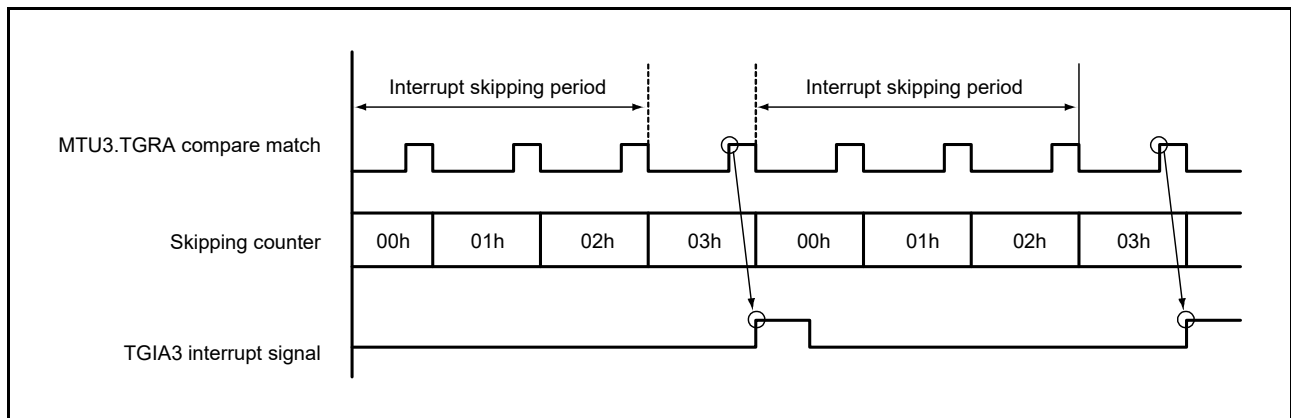 Interrupt skipping period Interrupt skipping period
MTU3.TGRA compare match
Skipping counter 00h 01h 02h 03h 00h 01h 02h 03h
TGIA3 interrupt signal